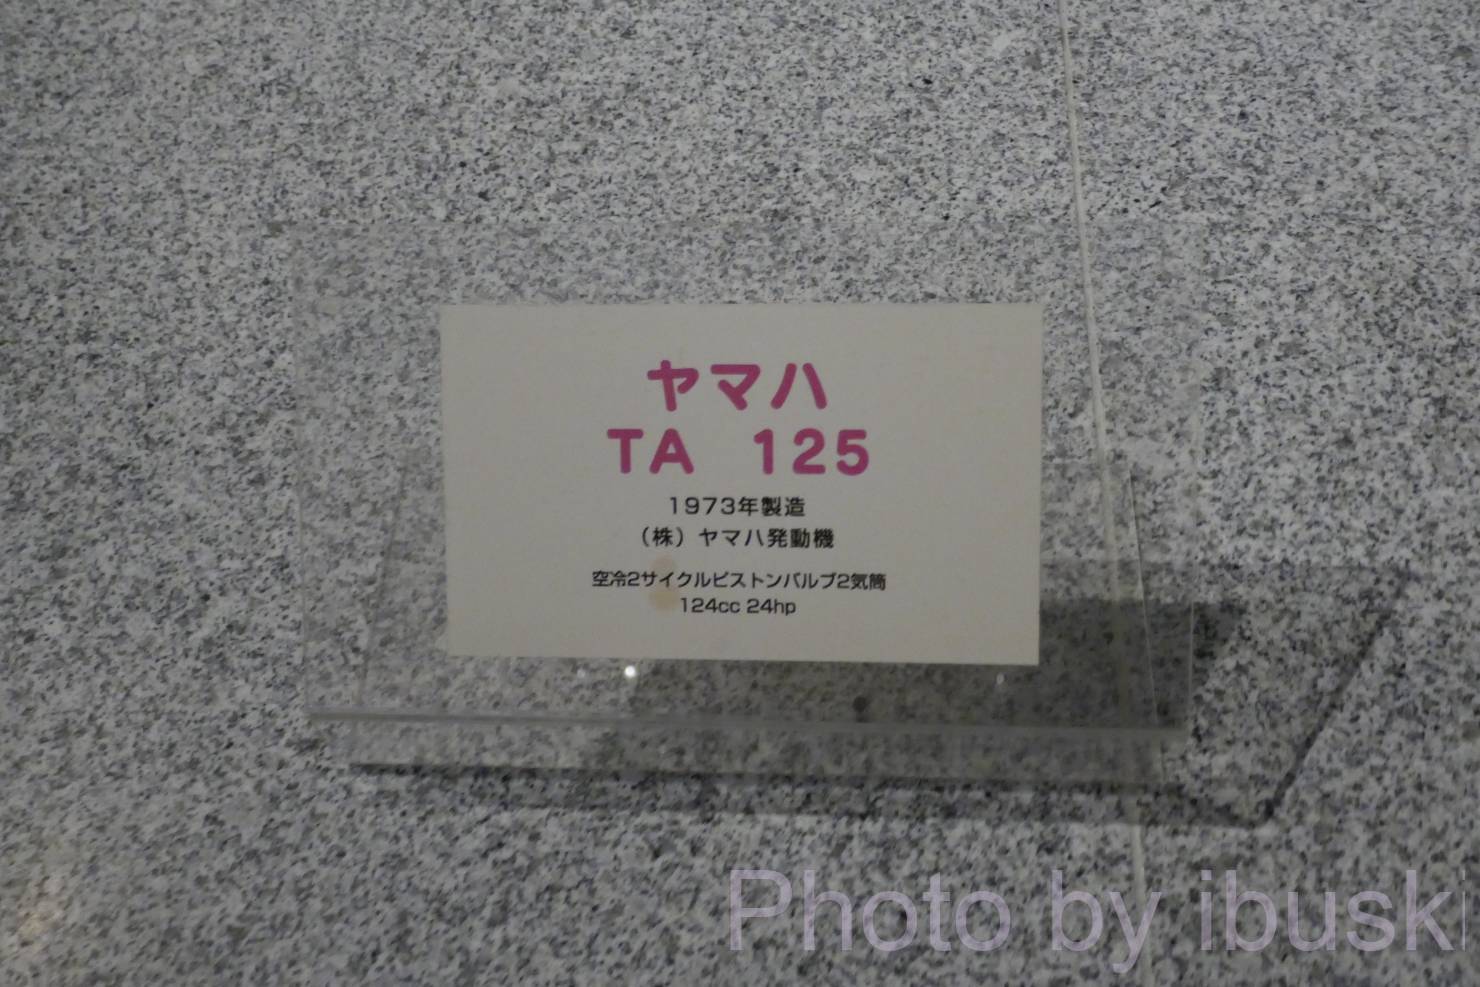 ヤマハ
TA 125
1973年製造
（株）ヤマハ発動機
空冷2サイクルピストンバルブ2気筒
124cc 24hp
Photo by ibuski